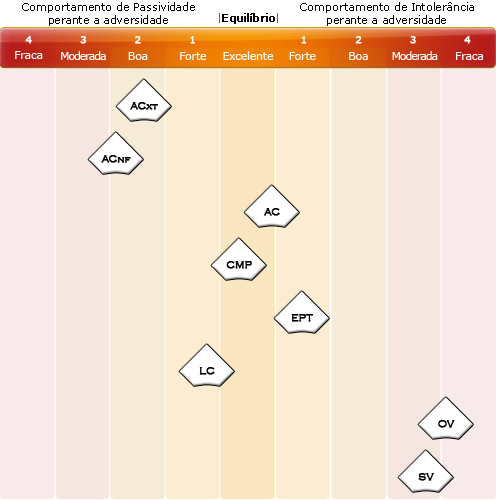 Comportamento de Passividade
perante a adversidade
|Equilíbrio|
Comportamento de Intolerância
perante a adversidade
4 3 2 1 1 2 3 4
Fraca Moderada Boa Forte Excelente Forte Boa Moderada Fraca
ACXT
ACNF
AC
CMP
EPT
LC
OV
SV